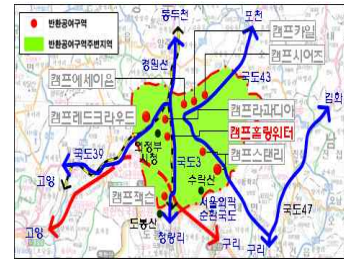 반환공여구역
반환공여구역주변지역
동두천
포천
캠프카일
캠프시어즈
경원선
국도43
캠프에세이욘
김화
캠프레드크라우드
캠프라과디아
캠프홀링워터
의정부
시청
국도39
국도3
캠프스탠리
고양
수락산
캠프잭슨
서울외곽
순환국도
국도47
도봉산
고양
청량리
구리
구리